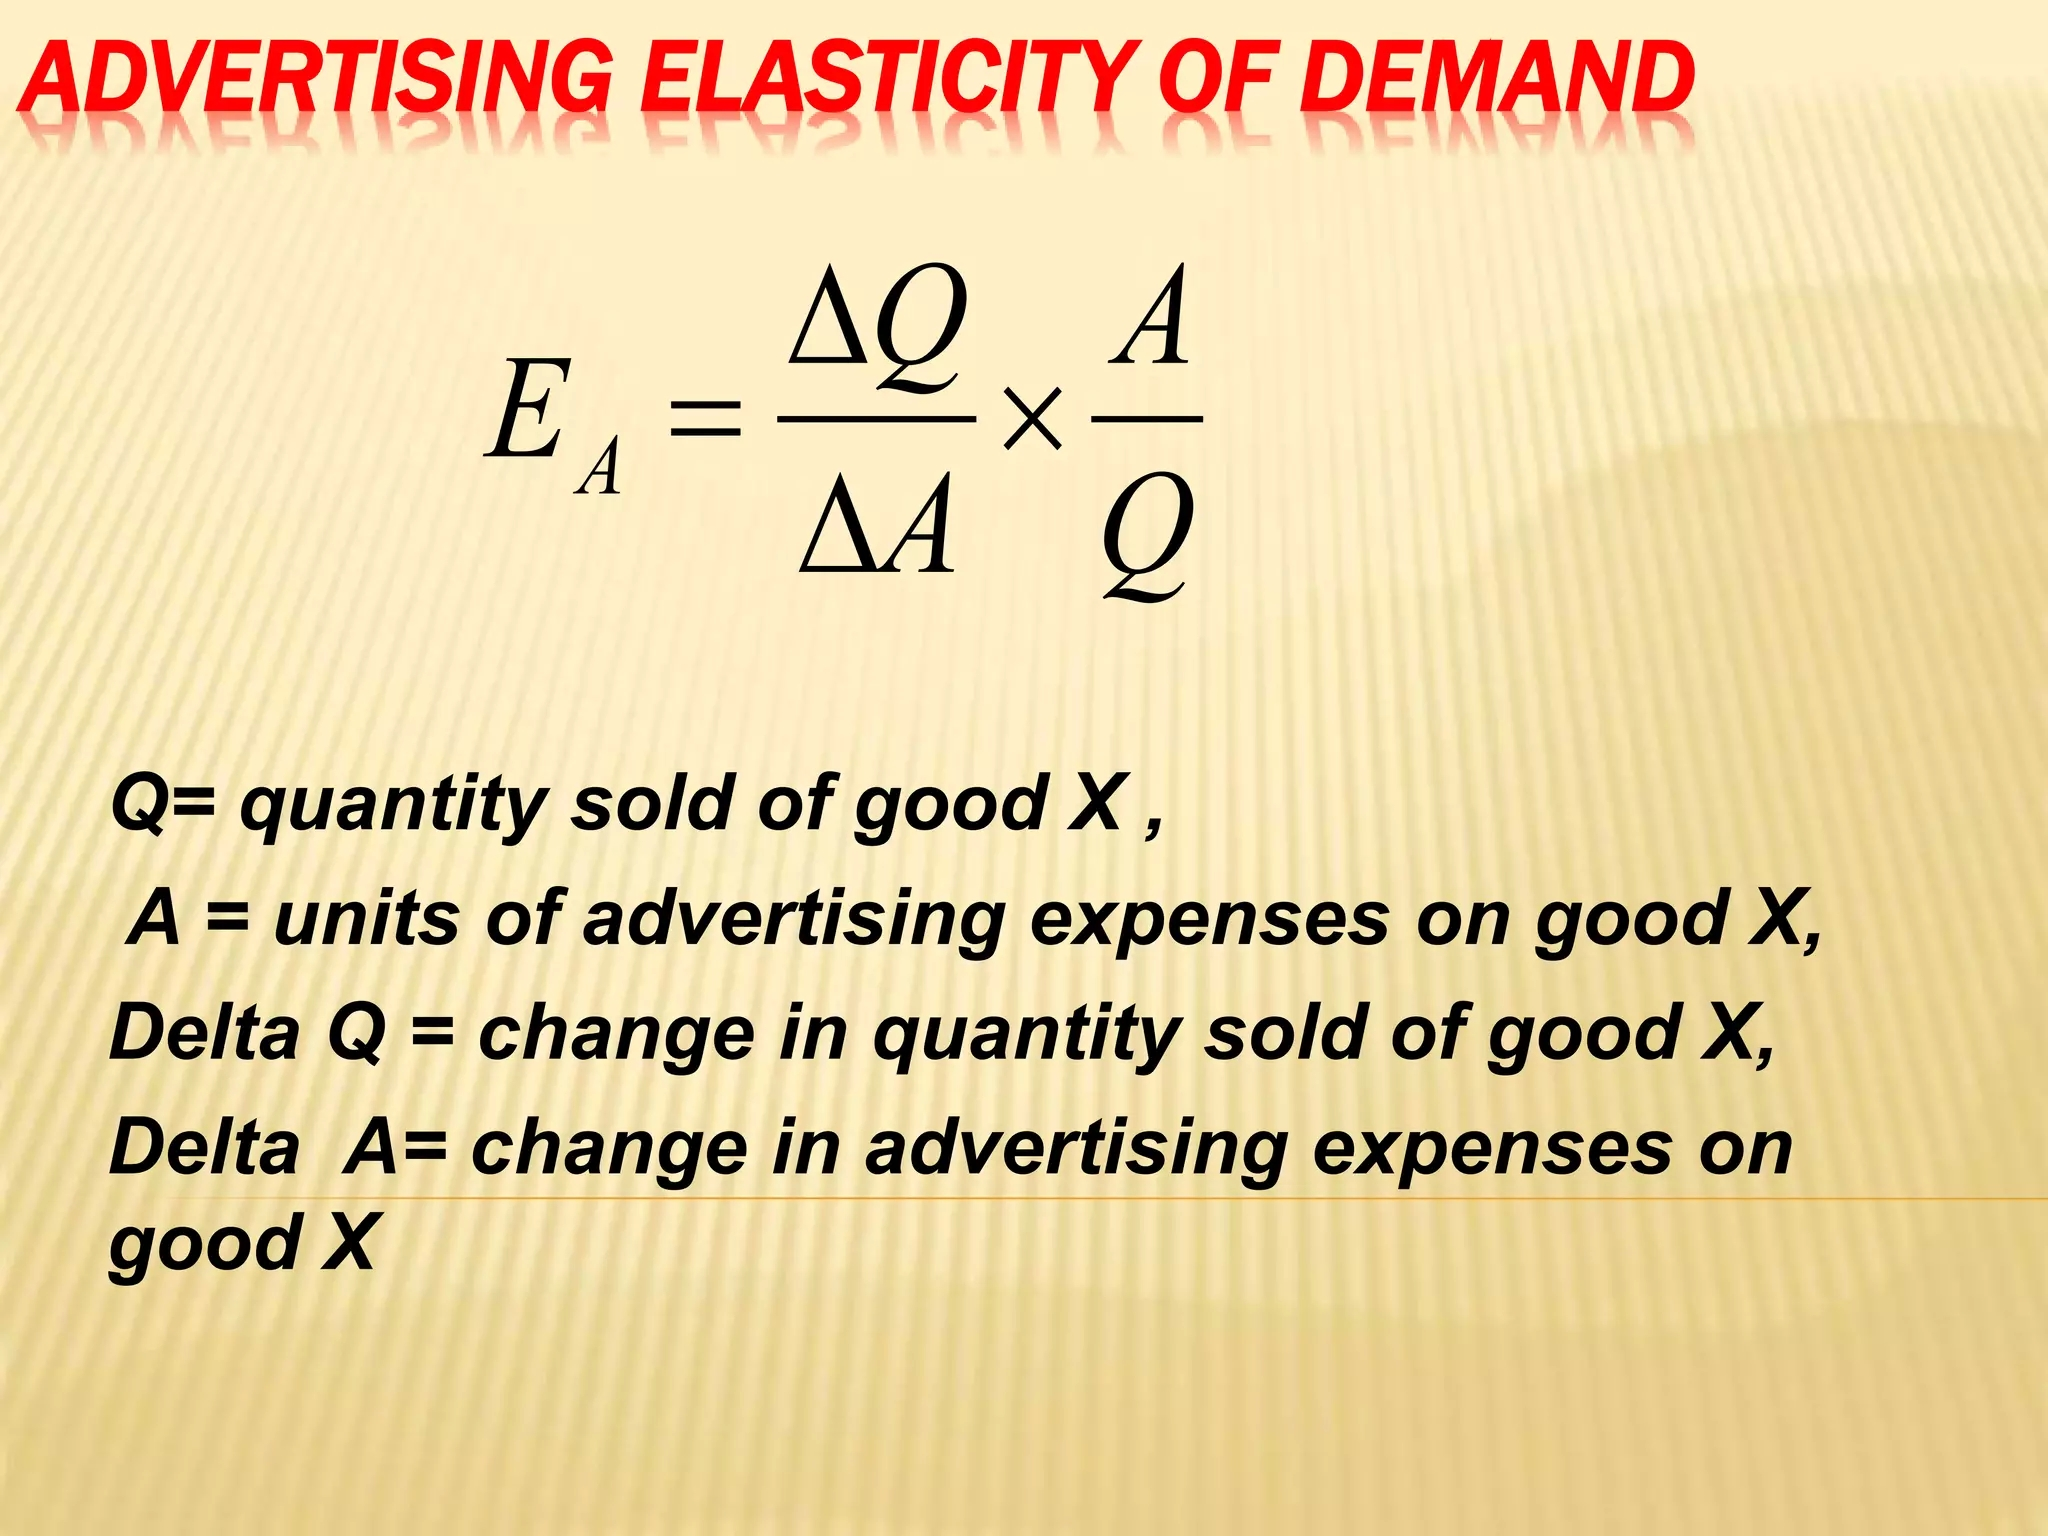 ADVERTISING ELASTICITY OF DEMAND
E_A = ΔQ/ΔA × A/Q
Q= quantity sold of good X ,
A = units of advertising expenses on good X,
Delta Q = change in quantity sold of good X,
Delta A= change in advertising expenses on
good X